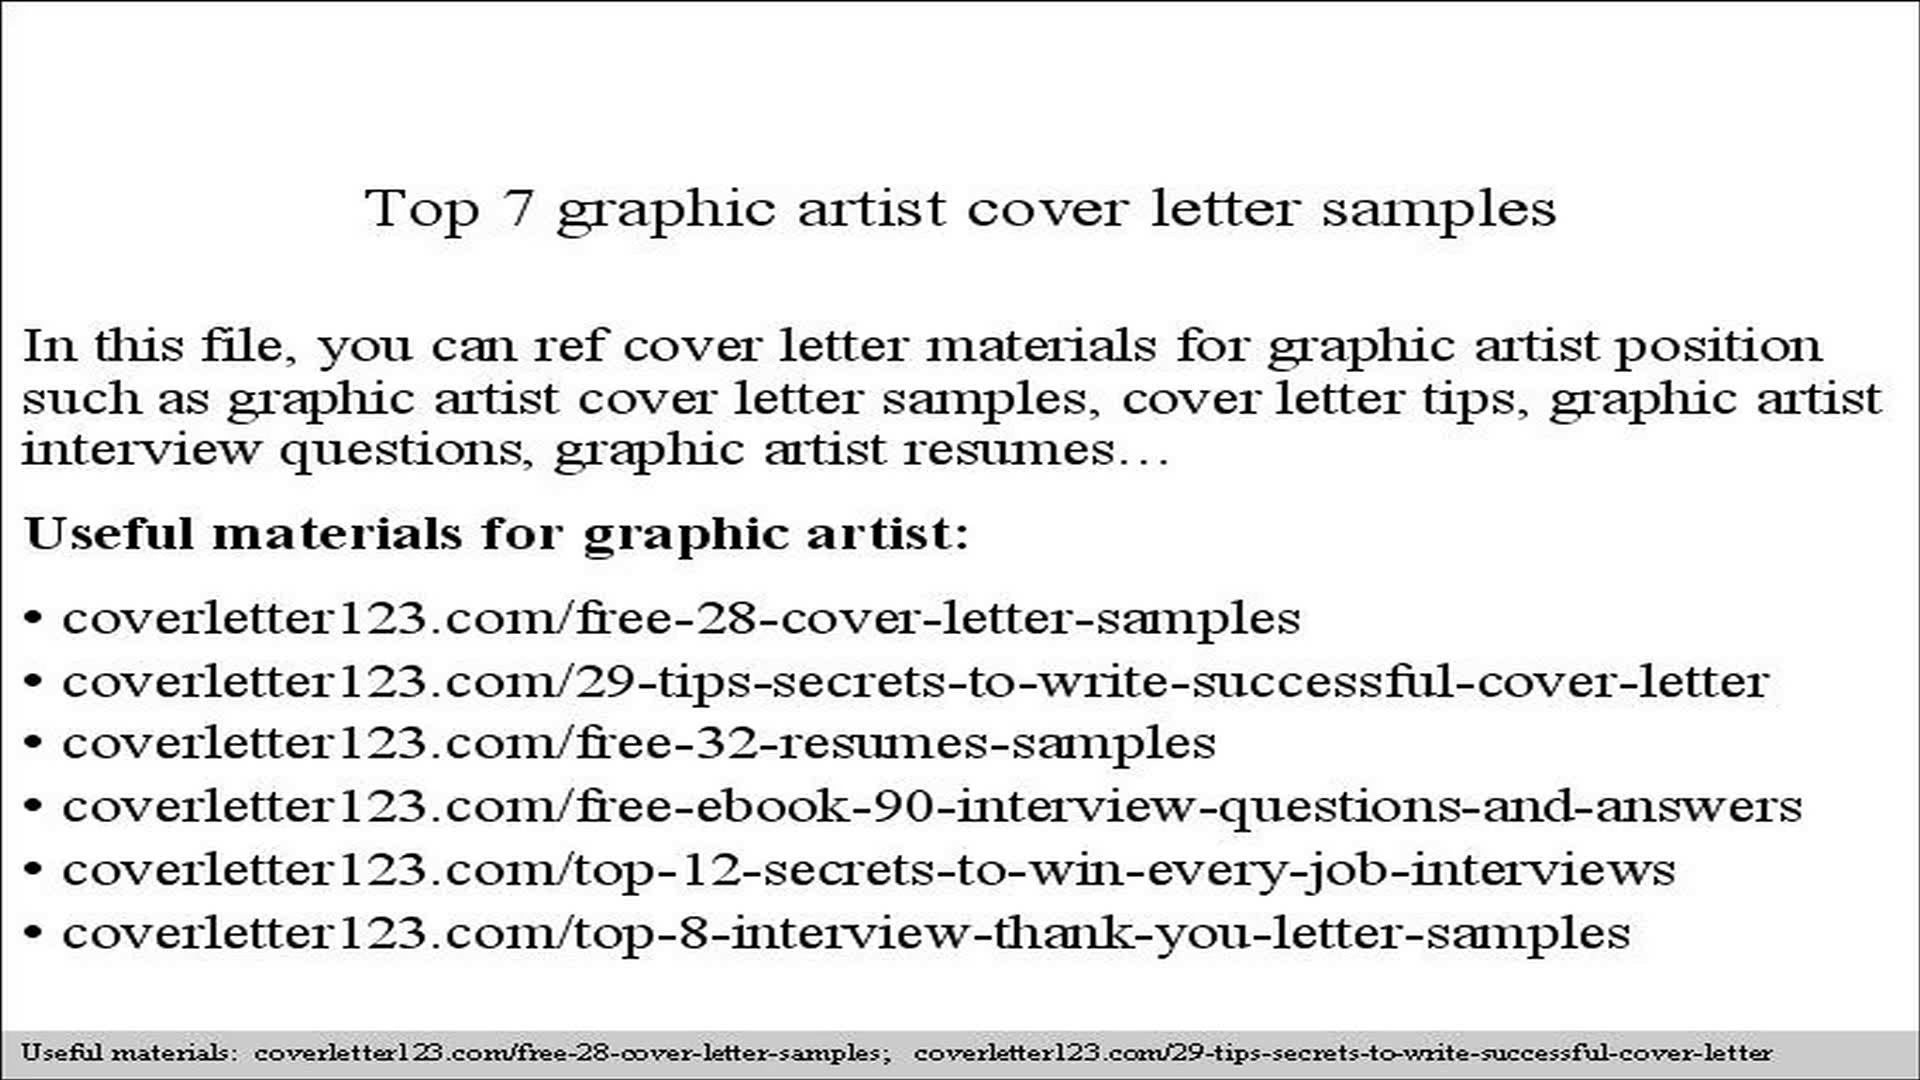 Top 7 graphic artist cover letter samples
In this file, you can ref cover letter materials for graphic artist position
such as graphic artist cover letter samples, cover letter tips, graphic artist
interview questions, graphic artist resumes…
Useful materials for graphic artist:
• coverletter123.com/free-28-cover-letter-samples
• coverletter123.com/29-tips-secrets-to-write-successful-cover-letter
• coverletter123.com/free-32-resumes-samples
• coverletter123.com/free-ebook-90-interview-questions-and-answers
• coverletter123.com/top-12-secrets-to-win-every-job-interviews
• coverletter123.com/top-8-interview-thank-you-letter-samples
Useful materials: coverletter123.com/free-28-cover-letter-samples; coverletter123.com/29-tips-secrets-to-write-successful-cover-letter